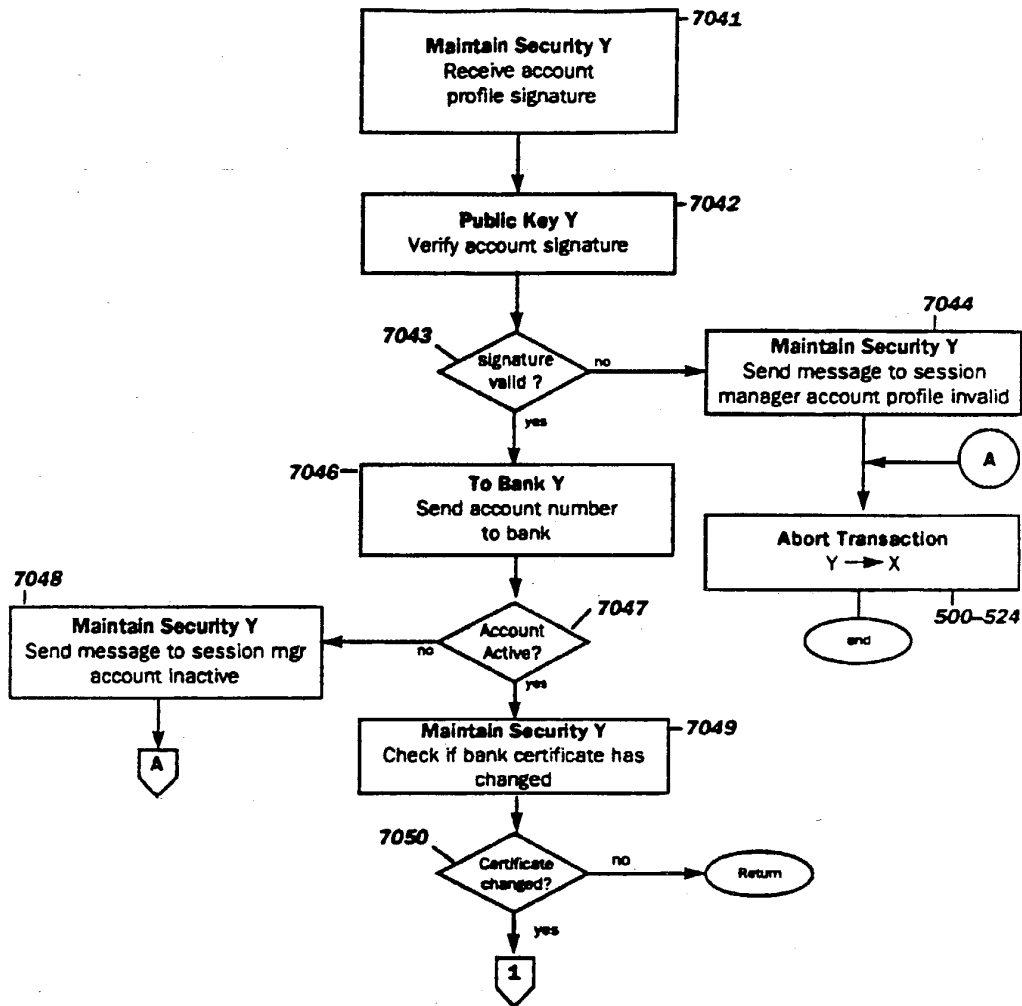 7041
Maintain Security Y
Receive account
profile signature
7042
Public Key Y
Verify account signature
7043
signature
valid ?
no
yes
7044
Maintain Security Y
Send message to session
manager account profile invalid
A
Abort Transaction
Y → X
500–524
end
7046
To Bank Y
Send account number
to bank
7047
Account
Active?
no
yes
7048
Maintain Security Y
Send message to session mgr
account inactive
A
7049
Maintain Security Y
Check if bank certificate has
changed
7050
Certificate
changed?
no
Return
yes
1